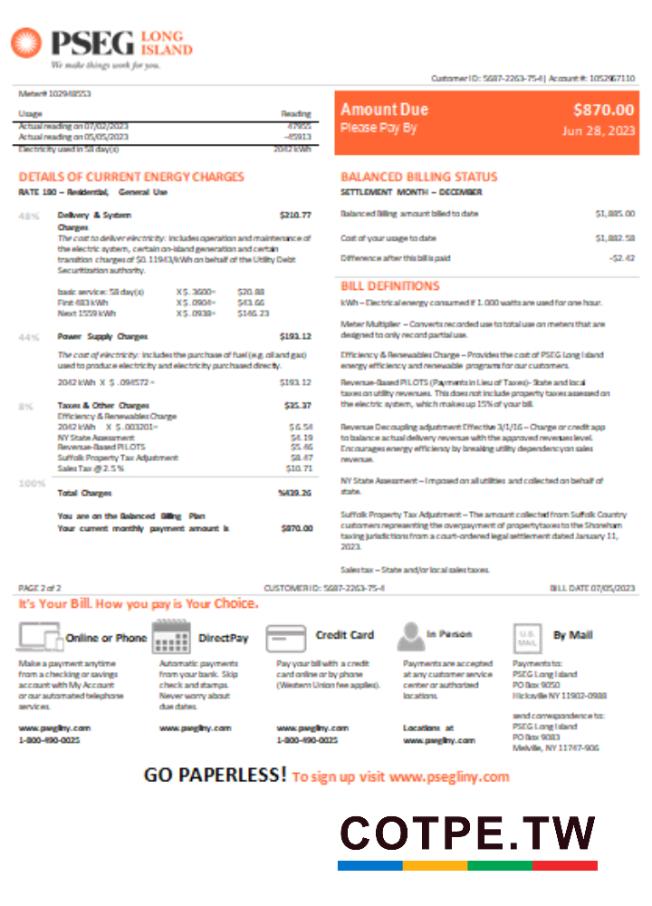 PSEG LONG ISLAND
We make things work for you.
Customer ID: 5687-2263-75-4| Account #: 1052967110
Meter# 102948553
Usage Reading
Actual reading on 07/02/2023 47955
Actual reading on 05/05/2023 -45913
Electricity used in 58 day(s) 2042 kWh
Amount Due $870.00
Please Pay By Jun 28, 2023
DETAILS OF CURRENT ENERGY CHARGES
RATE 180 – Residential, General Use
48% Delivery & System Charges $210.77
The cost to deliver electricity: includes operation and maintenance of
the electric system, certain on-island generation and certain
transition charges of $0.11943/kWh on behalf of the Utility Debt
Securitization authority.
basic service: 58 day(s) X $ .3600= $20.88
First 483 kWh X $ .0904= $43.66
Next 1559 kWh X $ .0938= $146.23
44% Power Supply Charges $193.12
The cost of electricity: includes the purchase of fuel (e.g. oil and gas)
used to produce electricity and electricity purchased directly.
2042 kWh X $ .094572= $193.12
8% Taxes & Other Charges $35.37
Efficiency & Renewables Charge
2042 kWh X $ .003201= $6.54
NY State Assessment $4.19
Revenue-Based PILOTS $5.46
Suffolk Property Tax Adjustment $8.47
Sales Tax @ 2.5 % $10.71
100%
Total Charges %439.26
You are on the Balanced Billing Plan
Your current monthly payment amount is $870.00
BALANCED BILLING STATUS
SETTLEMENT MONTH – DECEMBER
Balanced Billing amount billed to date $1,885.00
Cost of your usage to date $1,882.58
Difference after this bill is paid -$2.42
BILL DEFINITIONS
kWh – Electrical energy consumed if 1.000 watts are used for one hour.
Meter Multiplier – Converts recorded use to total use on meters that are
designed to only record partial use.
Efficiency & Renewables Charge – Provides the cost of PSEG Long Island
energy efficiency and renewable programs for our customers.
Revenue-Based PILOTS (Payments in Lieu of Taxes)- State and local
taxes on utility revenues. This does not include property taxes assessed on
the electric system, which makes up 15% of your bill.
Revenue Decoupling adjustment Effective 3/1/16 – Charge or credit app
to balance actual delivery revenue with the approved revenues level.
Encourages energy efficiency by breaking utility dependency on sales
revenue.
NY State Assessment – Imposed on all utilities and collected on behalf of
state.
Suffolk Property Tax Adjustment – The amount collected from Suffolk Country
customers representing the overpayment of property taxes to the Shoreham
taxing jurisdictions from a court-ordered legal settlement dated January 11,
2023.
Sales tax – State and/or local sales taxes.
PAGE 2 of 2 CUSTOMER ID: 5687-2263-75-4 BILL DATE 07/05/2023
It's Your Bill. How you pay is Your Choice.
Online or Phone
Make a payment anytime
from a checking or savings
account with My Account
or our automated telephone
services.
www.psegliny.com
1-800-490-0025
DirectPay
Automatic payments
from your bank. Skip
check and stamps.
Never worry about
due dates.
www.psegliny.com
Credit Card
Pay your bill with a credit
card online or by phone
(Western Union fee applies).
www.psegliny.com
1-800-490-0025
In Person
Payments are accepted
at any customer service
center or authorized
locations.
Locations at
www.psegliny.com
U.S. MAIL
By Mail
Payments to:
PSEG Long Island
PO Box 9050
Hicksville NY 11902-0988
send correspondence to:
PSEG Long Island
PO Box 9083
Melville, NY 11747-906
GO PAPERLESS! To sign up visit www.psegliny.com
COTPE.TW